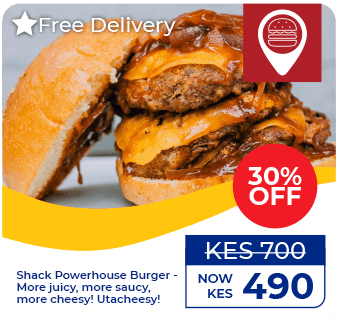 Free Delivery
30%
OFF
KES 700
NOW
KES
490
Shack Powerhouse Burger -
More juicy, more saucy,
more cheesy! Utacheesy!